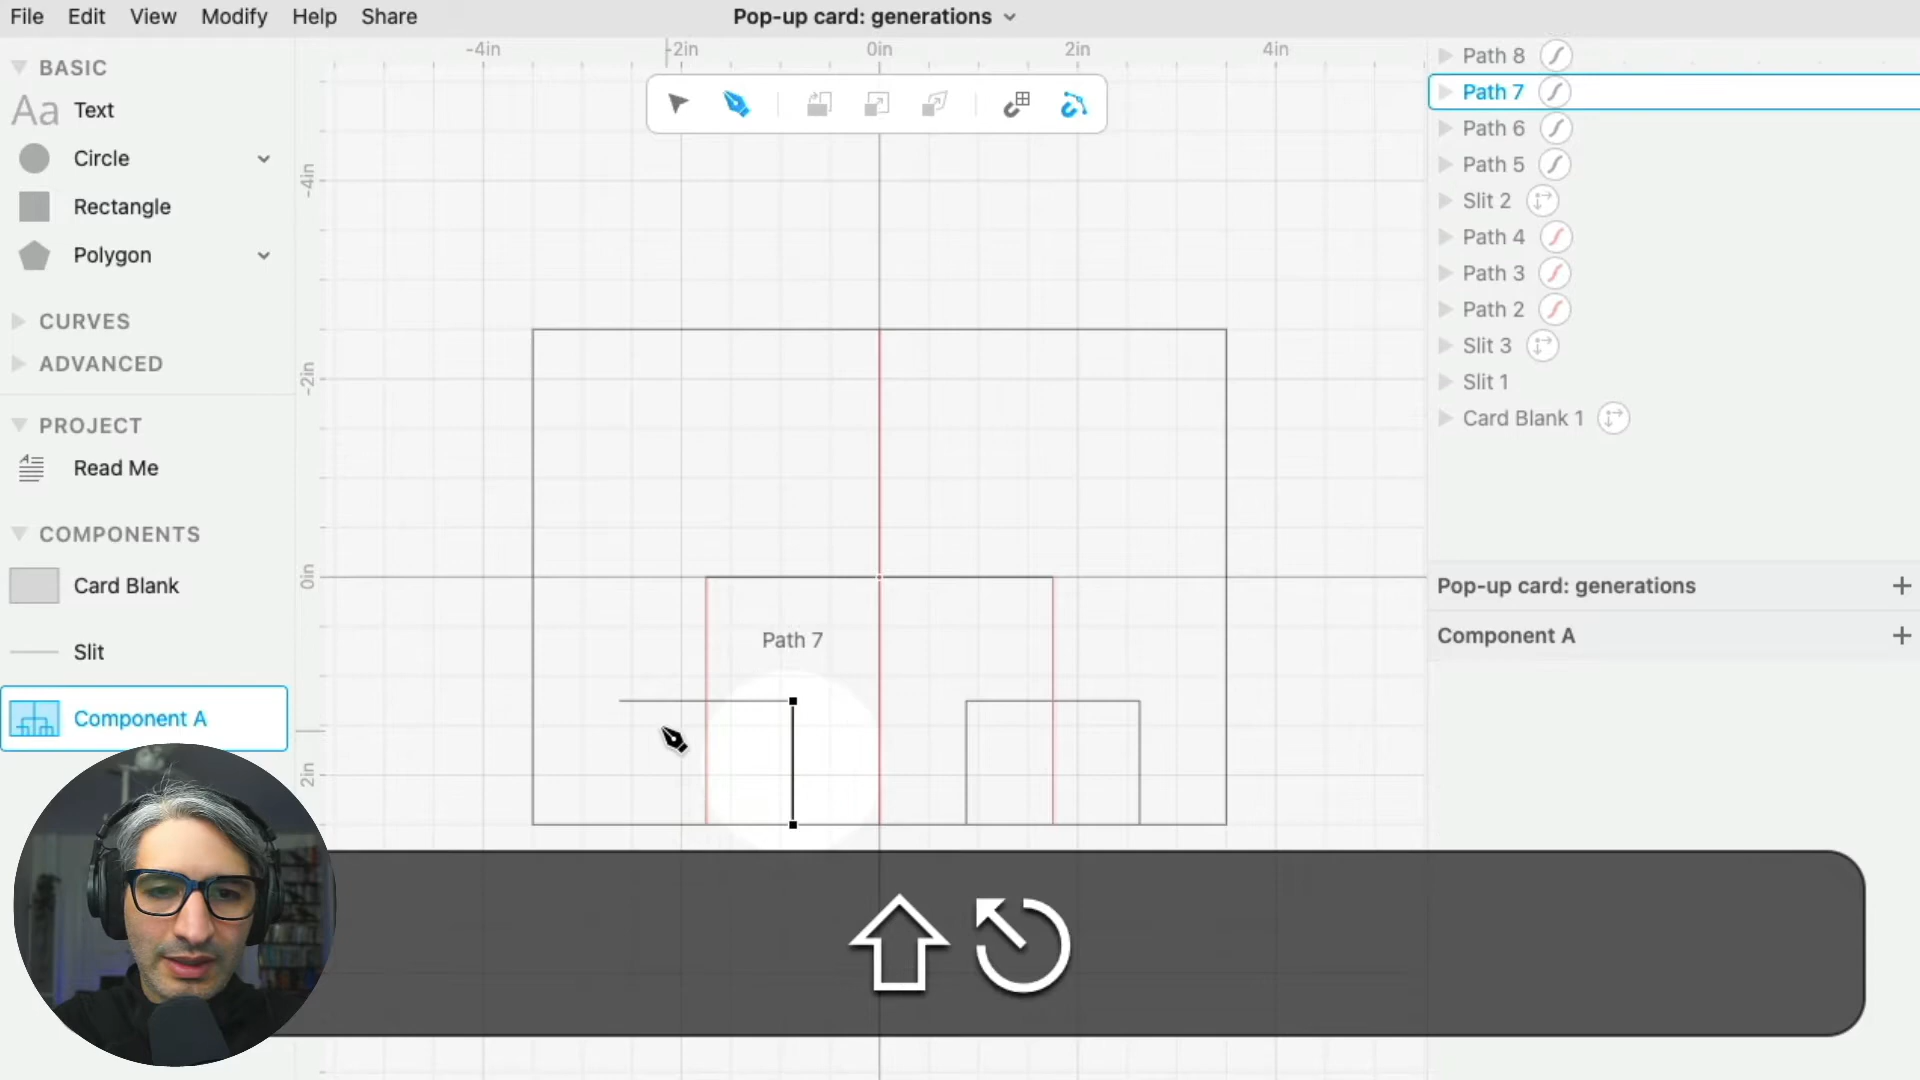 File Edit View Modify Help Share
Pop-up card: generations
BASIC
Aa Text
Circle
Rectangle
Polygon
CURVES
ADVANCED
PROJECT
Read Me
COMPONENTS
Card Blank
Slit
Component A
-4in -2in 0in 2in 4in
-4in
-2in
0in
2in
Path 7
Path 8
Path 7
Path 6
Path 5
Slit 2
Path 4
Path 3
Path 2
Slit 3
Slit 1
Card Blank 1
Pop-up card: generations +
Component A +